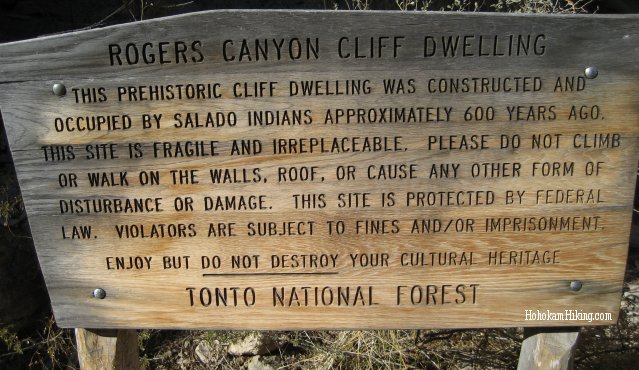 ROGERS CANYON CLIFF DWELLING
THIS PREHISTORIC CLIFF DWELLING WAS CONSTRUCTED AND
OCCUPIED BY SALADO INDIANS APPROXIMATELY 600 YEARS AGO.
THIS SITE IS FRAGILE AND IRREPLACEABLE. PLEASE DO NOT CLIMB
OR WALK ON THE WALLS, ROOF, OR CAUSE ANY OTHER FORM OF
DISTURBANCE OR DAMAGE. THIS SITE IS PROTECTED BY FEDERAL
LAW. VIOLATORS ARE SUBJECT TO FINES AND/OR IMPRISONMENT.
ENJOY BUT DO NOT DESTROY YOUR CULTURAL HERITAGE
TONTO NATIONAL FOREST
HohokamHiking.com